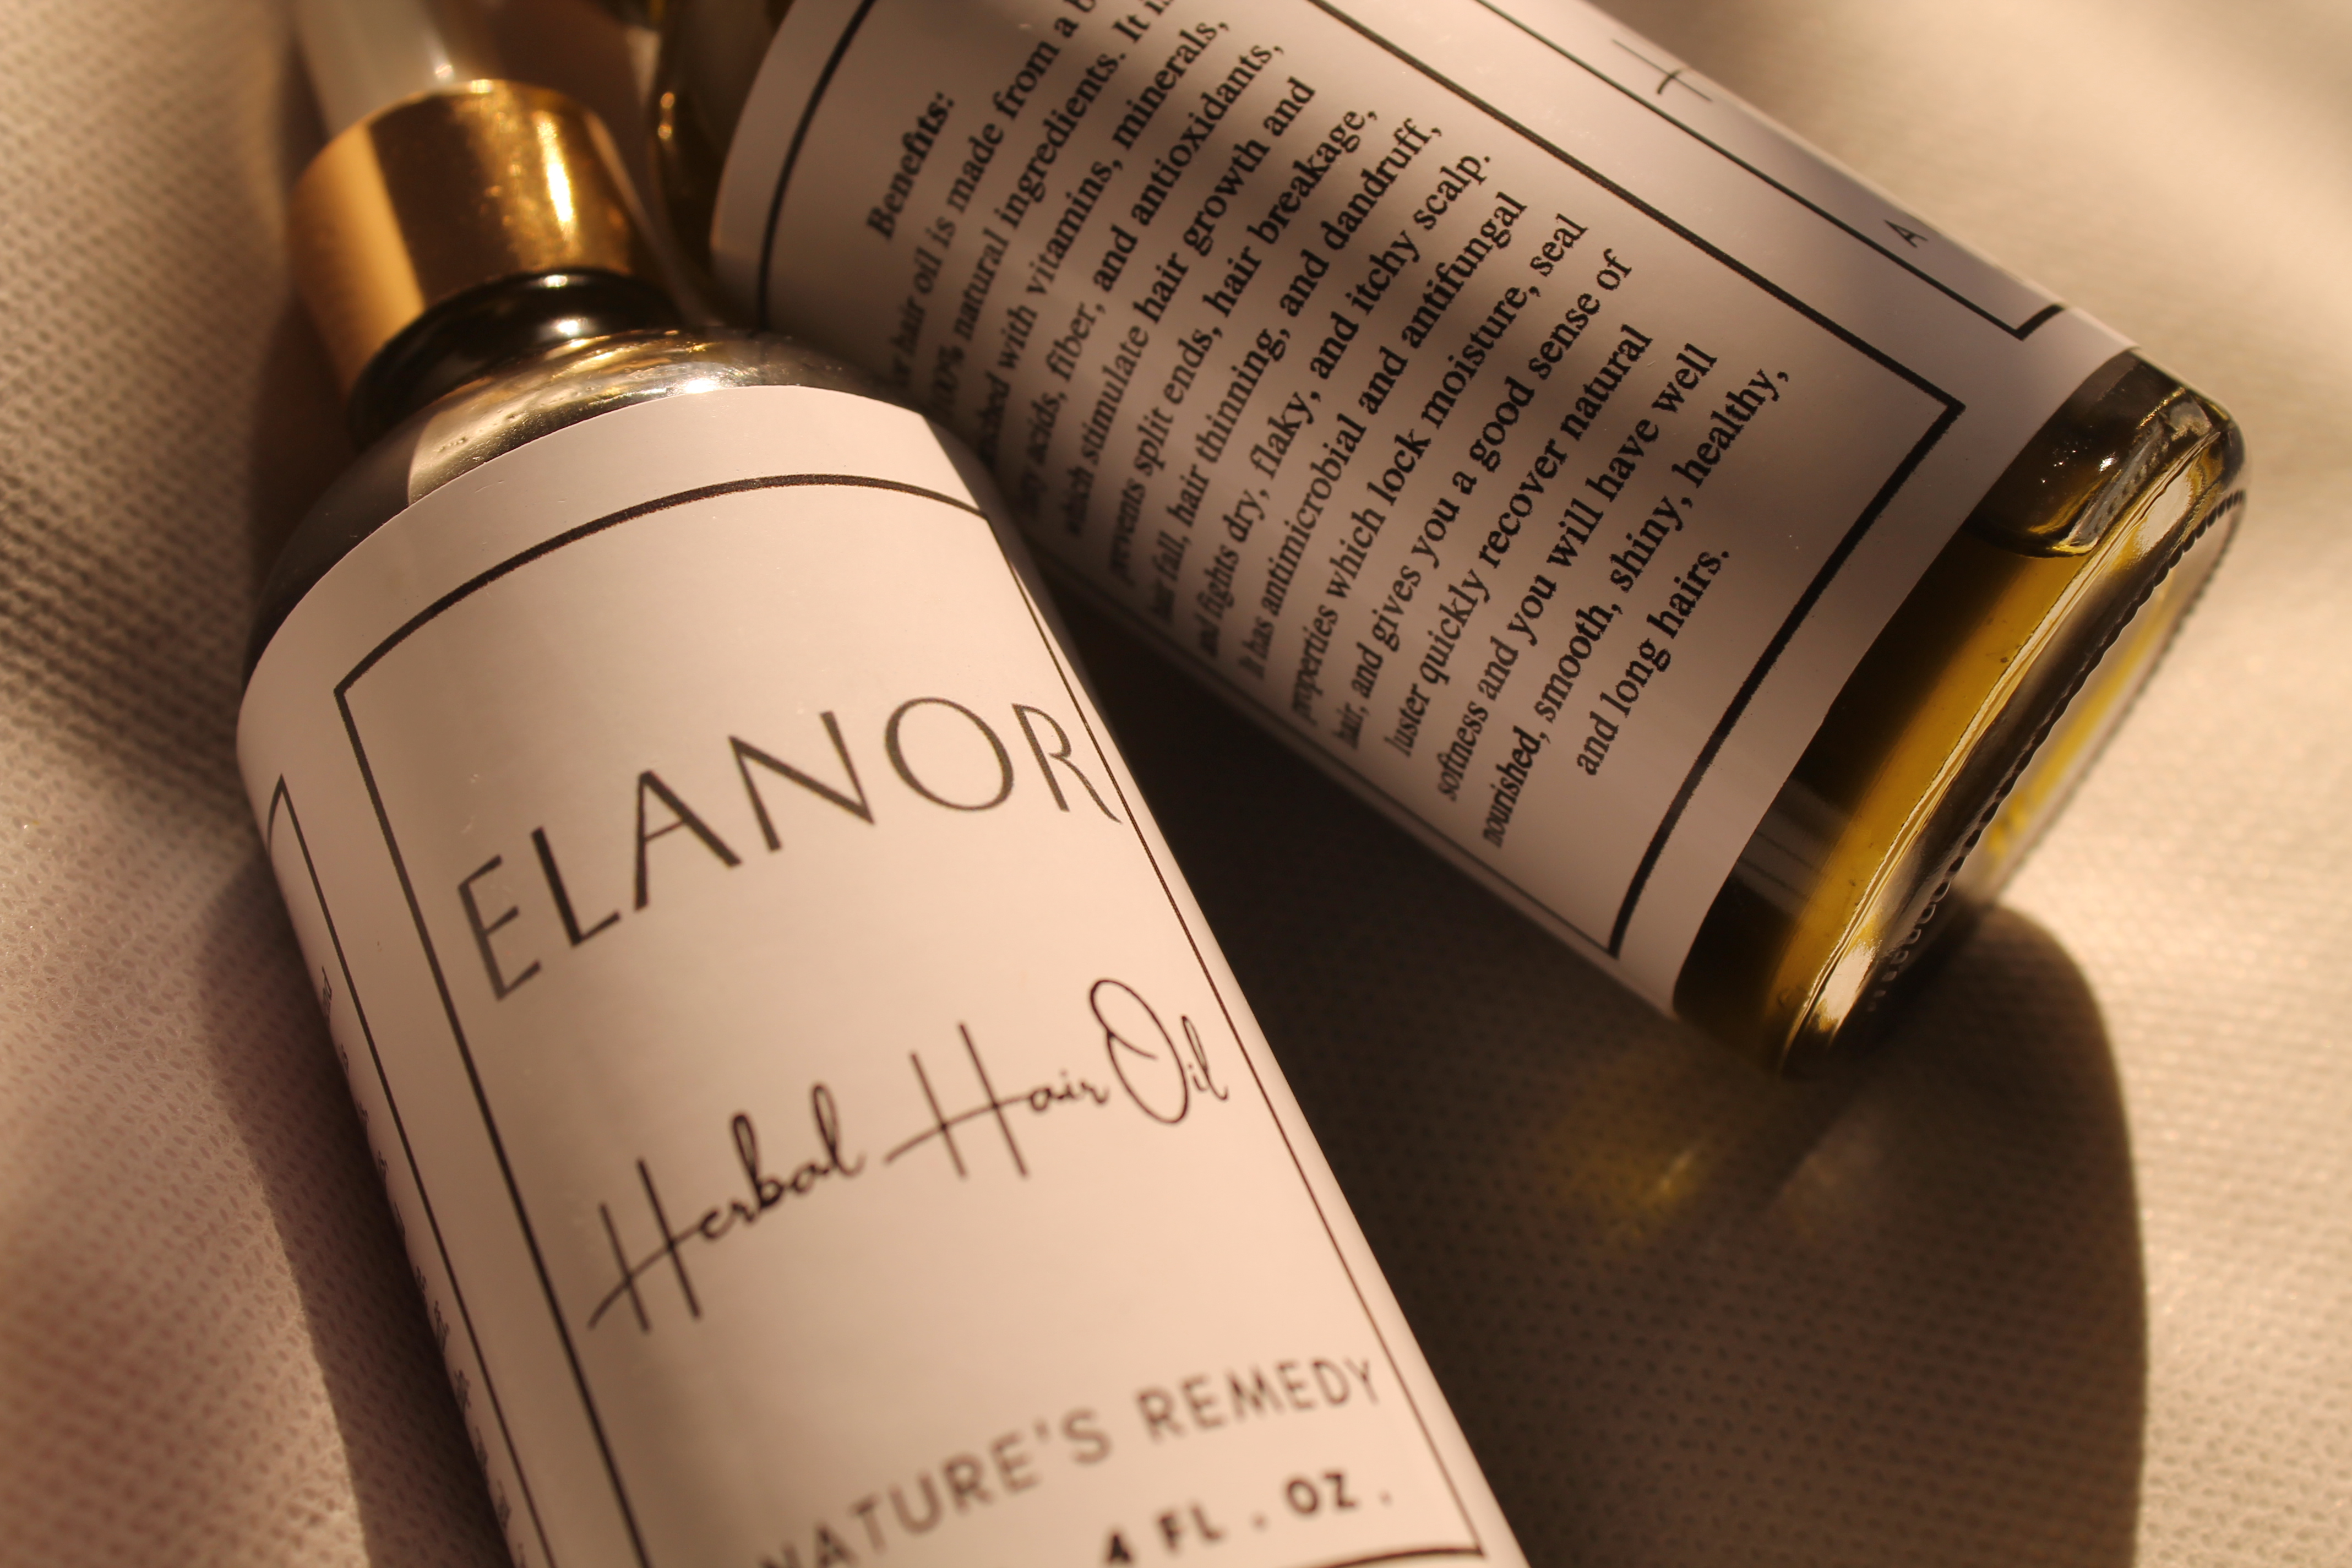 ELANOR
Herbal Hair Oil
NATURE'S REMEDY
4 FL . OZ .
Benefits:
hair oil is made from a
100% natural ingredients. It is
with vitamins, minerals,
acids, fiber, and antioxidants,
which stimulate hair growth and
prevents split ends, hair breakage,
hair fall, hair thinning, and dandruff,
and fights dry, flaky, and itchy scalp.
It has antimicrobial and antifungal
properties which lock moisture, seal
hair, and gives you a good sense of
luster quickly recover natural
softness and you will have well
nourished, smooth, shiny, healthy,
and long hairs.
H
A